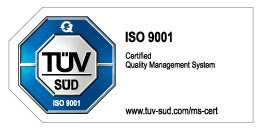 TÜV
SÜD
ISO 9001
ISO 9001
Certified
Quality Management System
www.tuv-sud.com/ms-cert